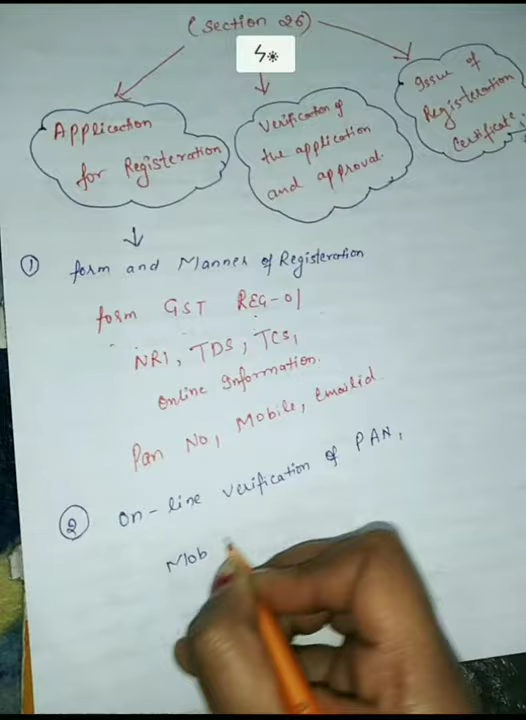 (Section 26)
Application
for Registeration
Verification of
the application
and approval.
Issue of
Registeration
Certificate
① form and Manner of Registeration
form GST REG-01
NRI, TDS, TCS,
Online Information.
Pan No, Mobile, Emailid
② On-line verification of PAN,
Mob